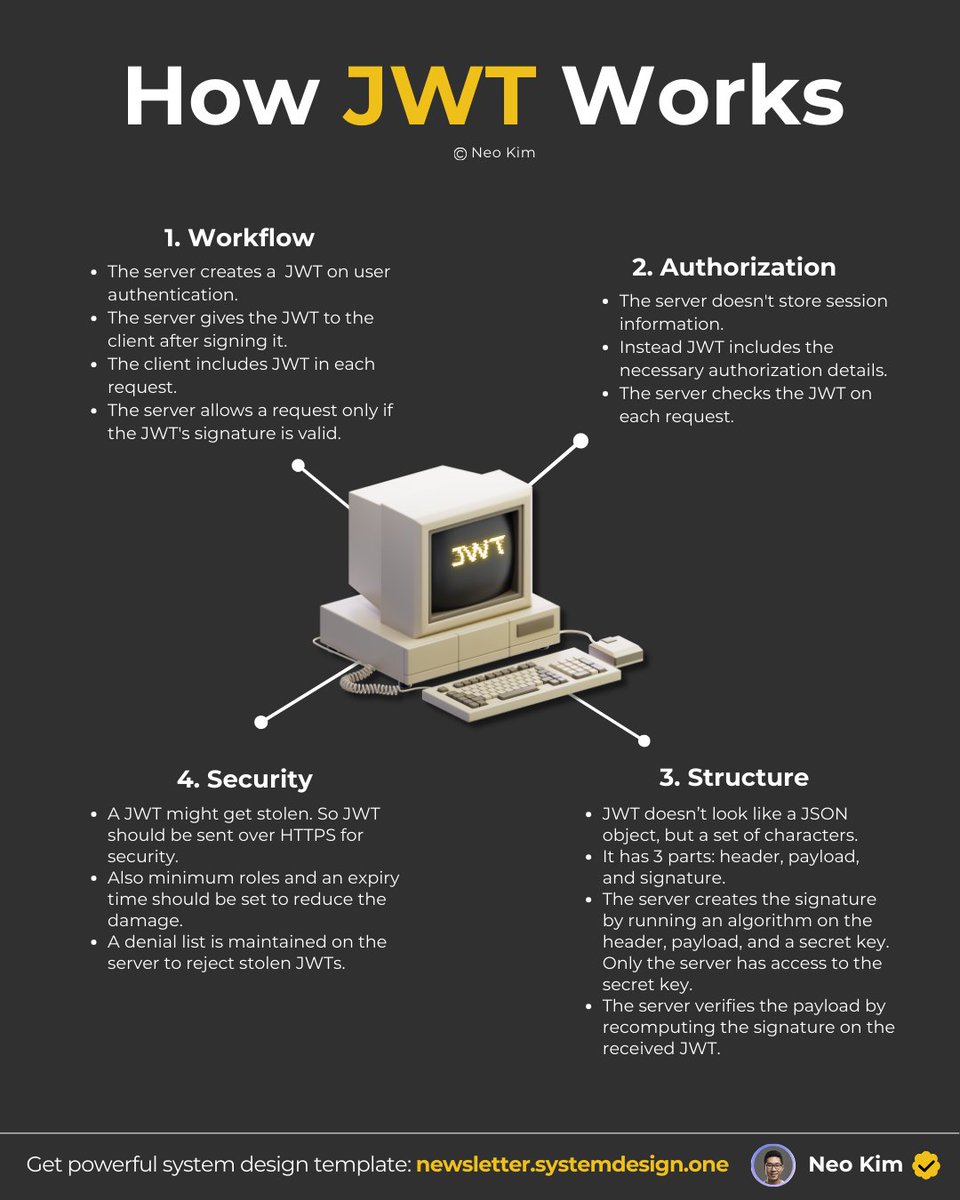 How JWT Works
© Neo Kim
1. Workflow
• The server creates a  JWT on user
authentication.
• The server gives the JWT to the
client after signing it.
• The client includes JWT in each
request.
• The server allows a request only if
the JWT's signature is valid.
2. Authorization
• The server doesn't store session
information.
• Instead JWT includes the
necessary authorization details.
• The server checks the JWT on
each request.
JWT
4. Security
• A JWT might get stolen. So JWT
should be sent over HTTPS for
security.
• Also minimum roles and an expiry
time should be set to reduce the
damage.
• A denial list is maintained on the
server to reject stolen JWTs.
3. Structure
• JWT doesn’t look like a JSON
object, but a set of characters.
• It has 3 parts: header, payload,
and signature.
• The server creates the signature
by running an algorithm on the
header, payload, and a secret key.
Only the server has access to the
secret key.
• The server verifies the payload by
recomputing the signature on the
received JWT.
Get powerful system design template: newsletter.systemdesign.one
Neo Kim